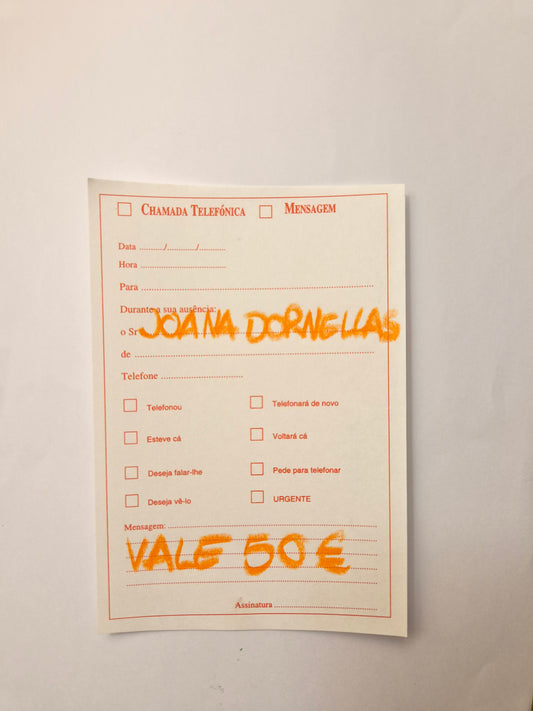 ☐ CHAMADA TELEFÓNICA ☐ MENSAGEM
Data ........../............/...........
Hora ....................................
Para ....................................
Durante a sua ausência:
o Sr JOANA DORNELLAS
de ....................................
Telefone ....................................
☐ Telefonou ☐ Telefonará de novo
☐ Esteve cá ☐ Voltará cá
☐ Deseja falar-lhe ☐ Pede para telefonar
☐ Deseja vê-lo ☐ URGENTE
Mensagem: ....................................
VALE 50 €
Assinatura ....................................